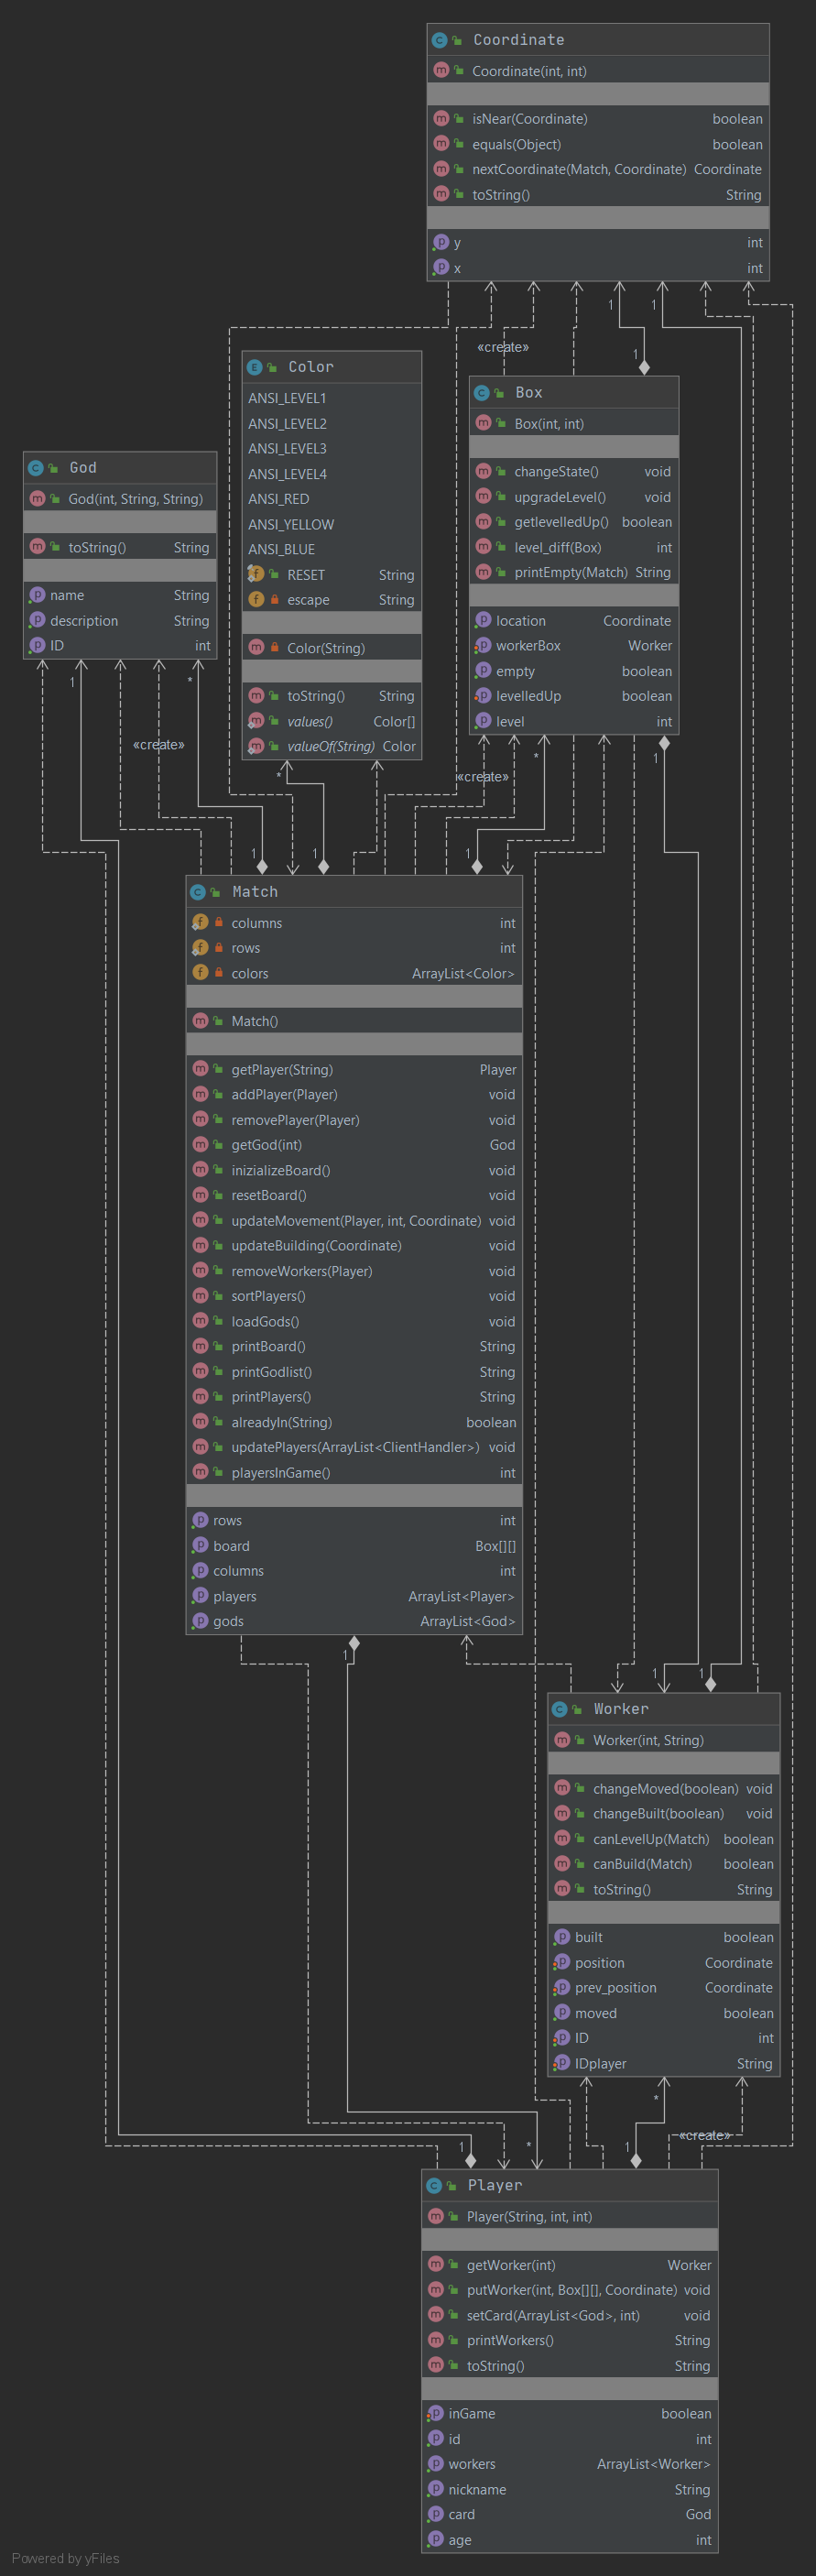 Coordinate
Coordinate(int, int)
isNear(Coordinate) boolean
equals(Object) boolean
nextCoordinate(Match, Coordinate) Coordinate
toString() String
y int
x int
1 1
«create» 1
Color
ANSI_LEVEL1
ANSI_LEVEL2
ANSI_LEVEL3
ANSI_LEVEL4
ANSI_RED
ANSI_YELLOW
ANSI_BLUE
RESET String
escape String
Color(String)
toString() String
values() Color[]
valueOf(String) Color
Box
Box(int, int)
changeState() void
upgradeLevel() void
getlevelledUp() boolean
level_diff(Box) int
printEmpty(Match) String
location Coordinate
workerBox Worker
empty boolean
levelledUp boolean
level int
God
God(int, String, String)
toString() String
name String
description String
ID int
1 *
«create»
* «create» * 1
1 1 1
Match
columns int
rows int
colors ArrayList<Color>
Match()
getPlayer(String) Player
addPlayer(Player) void
removePlayer(Player) void
getGod(int) God
inizializeBoard() void
resetBoard() void
updateMovement(Player, int, Coordinate) void
updateBuilding(Coordinate) void
removeWorkers(Player) void
sortPlayers() void
loadGods() void
printBoard() String
printGodlist() String
printPlayers() String
alreadyIn(String) boolean
updatePlayers(ArrayList<ClientHandler>) void
playersInGame() int
rows int
board Box[][]
columns int
players ArrayList<Player>
gods ArrayList<God>
1
1 1
Worker
Worker(int, String)
changeMoved(boolean) void
changeBuilt(boolean) void
canLevelUp(Match) boolean
canBuild(Match) boolean
toString() String
built boolean
position Coordinate
prev_position Coordinate
moved boolean
ID int
IDplayer String
*
«create»
1 * 1
Player
Player(String, int, int)
getWorker(int) Worker
putWorker(int, Box[][], Coordinate) void
setCard(ArrayList<God>, int) void
printWorkers() String
toString() String
inGame boolean
id int
workers ArrayList<Worker>
nickname String
card God
age int
Powered by yFiles